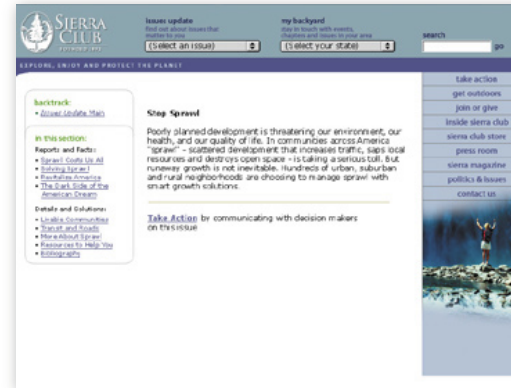 SIERRA
CLUB
FOUNDED 1892
issues update
find out about issues that
matter to you
(Select an issue)
my backyard
stay in touch with events,
chapters and issues in your area
(Select your state)
search
go
EXPLORE, ENJOY AND PROTECT THE PLANET
backtrack:
• Issues Update Main
in this section:
Reports and Facts:
• Sprawl Costs Us All
• Solving Sprawl
• Revitalize America
• The Dark Side of the
American Dream
Details and Solutions:
• Livable Communities
• Transit and Roads
• More About Sprawl
• Resources to Help You
• Bibliography
Stop Sprawl
Poorly planned development is threatening our environment, our
health, and our quality of life. In communities across America
"sprawl" - scattered development that increases traffic, saps local
resources and destroys open space - is taking a serious toll. But
runaway growth is not inevitable. Hundreds of urban, suburban
and rural neighborhoods are choosing to manage sprawl with
smart growth solutions.
Take Action by communicating with decision makers
on this issue
take action
get outdoors
join or give
inside sierra club
sierra club store
press room
sierra magazine
politics & issues
contact us